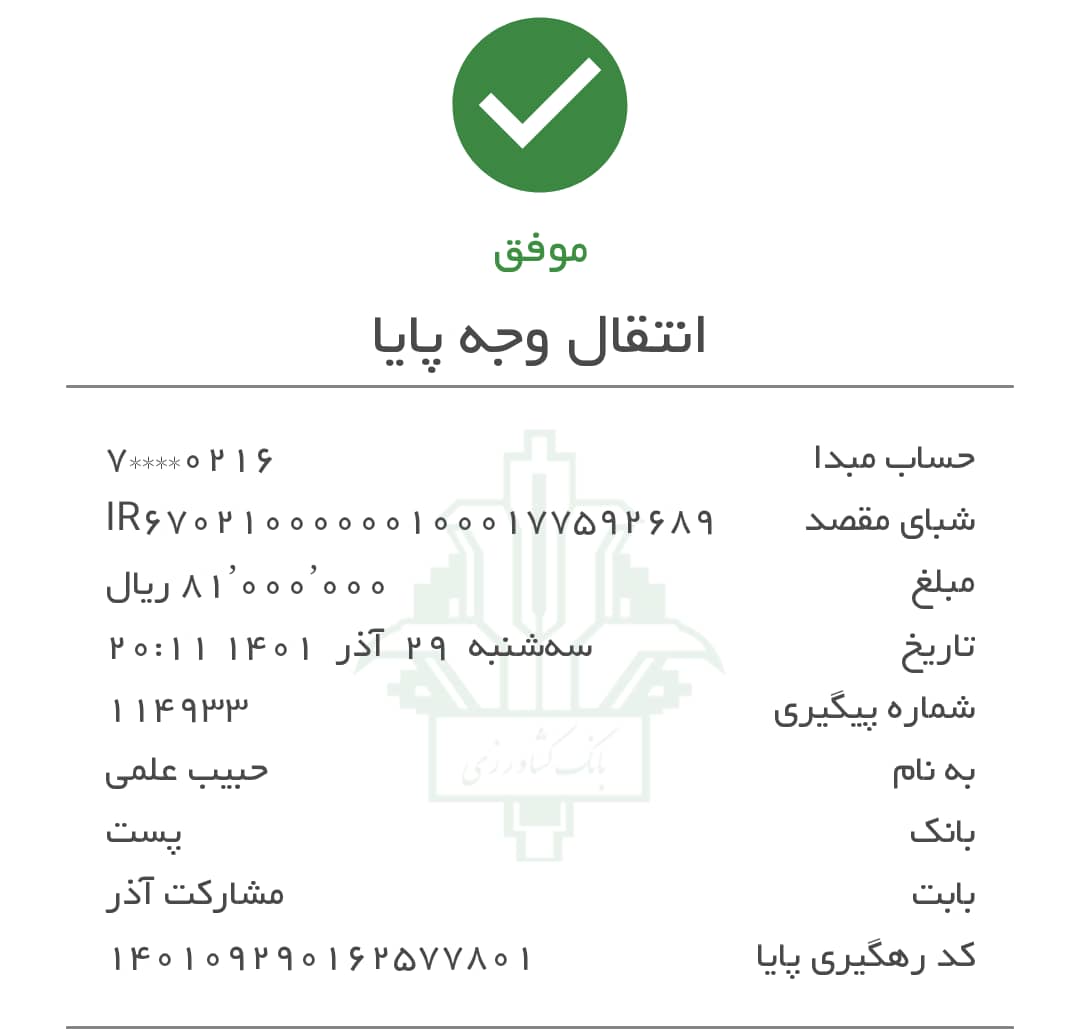 موفق
انتقال وجه پایا
حساب مبدا ۷****۰۲۱۶
شبای مقصد IR۶۷۰۲۱۰۰۰۰۰۰۱۰۰۰۱۷۷۵۹۲۶۸۹
مبلغ ۸۱٬۰۰۰٬۰۰۰ ریال
تاریخ سه‌شنبه ۲۹ آذر ۱۴۰۱ ۲۰:۱۱
شماره پیگیری ۱۱۴۹۳۳
به نام حبیب علمی
بانک پست
بابت مشارکت آذر
کد رهگیری پایا ۱۴۰۱۰۹۲۹۰۱۶۲۵۷۷۸۰۱
بانک کشاورزی